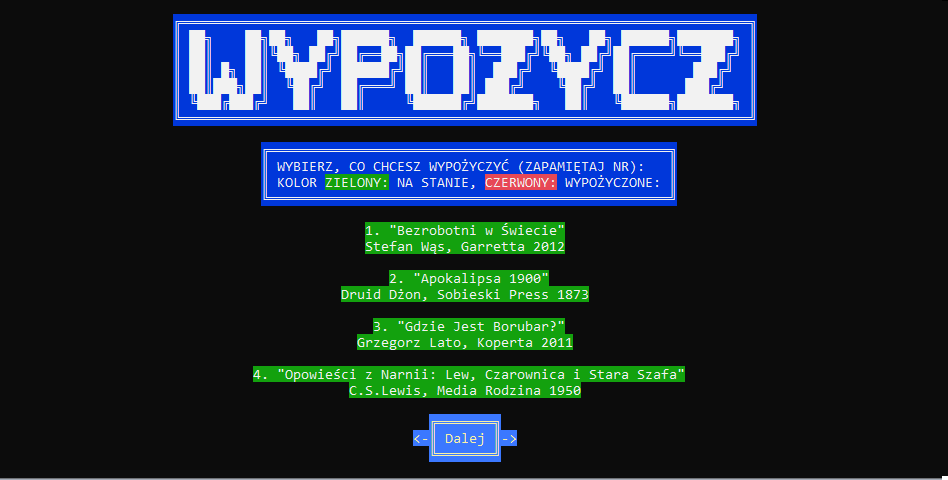 WYPOZYCZ
WYBIERZ, CO CHCESZ WYPOŻYCZYĆ (ZAPAMIĘTAJ NR):
KOLOR ZIELONY: NA STANIE, CZERWONY: WYPOŻYCZONE:
1. "Bezrobotni w Świecie"
Stefan Wąs, Garretta 2012
2. "Apokalipsa 1900"
Druid Dżon, Sobieski Press 1873
3. "Gdzie Jest Borubar?"
Grzegorz Lato, Koperta 2011
4. "Opowieści z Narnii: Lew, Czarownica i Stara Szafa"
C.S.Lewis, Media Rodzina 1950
<- Dalej ->